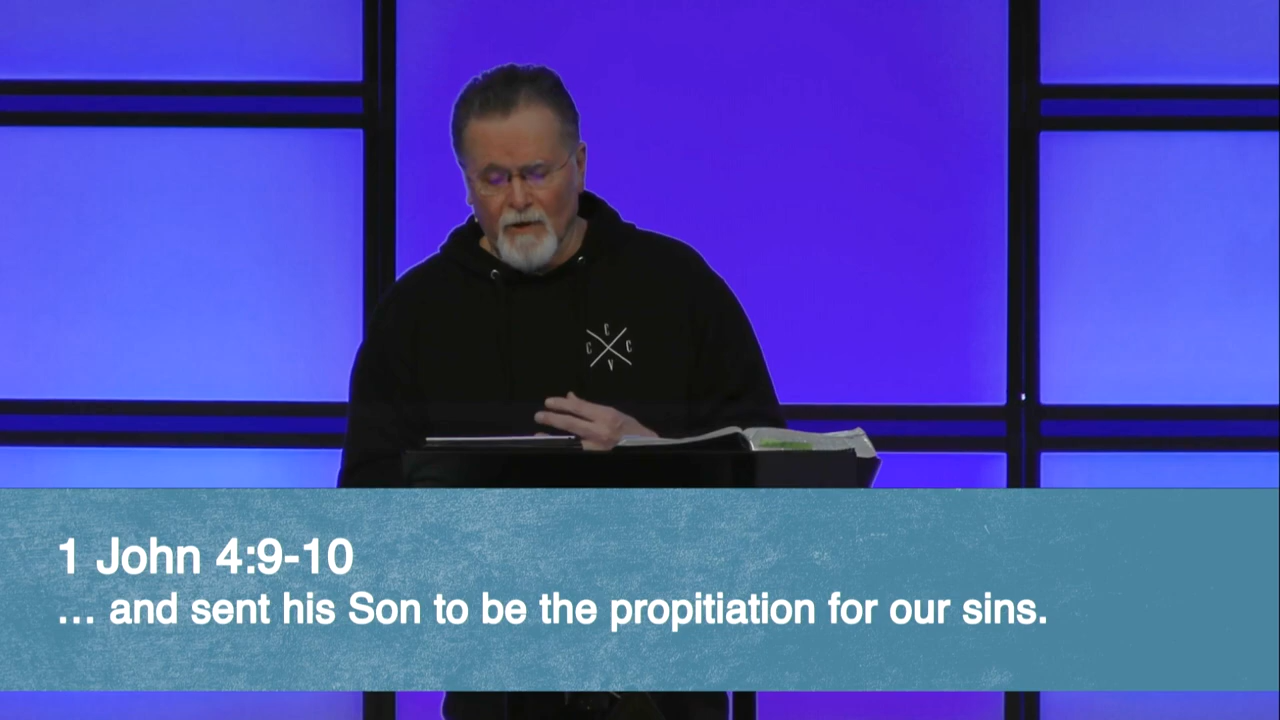 C
C C
V
1 John 4:9-10
... and sent his Son to be the propitiation for our sins.